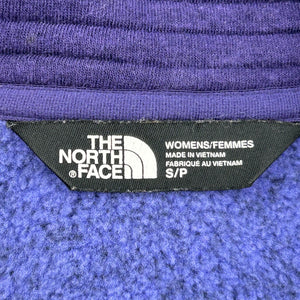 THE
NORTH
FACE
WOMENS/FEMMES
MADE IN VIETNAM
FABRIQUÉ AU VIETNAM
S/P